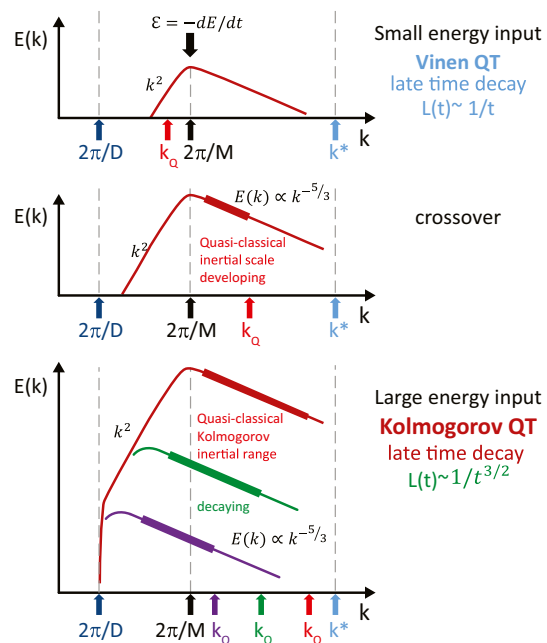 E(k)
Ɛ = −dE/dt
k²
k
2π/D
k_Q
2π/M
k*
Small energy input
Vinen QT
late time decay
L(t)~ 1/t
E(k)
E(k) ∝ k^{-5/3}
k²
Quasi-classical
inertial scale
developing
k
2π/D
2π/M
k_Q
k*
crossover
E(k)
k²
Quasi-classical
Kolmogorov
inertial range
decaying
E(k) ∝ k^{-5/3}
k
2π/D
2π/M
k_Q
k_Q
k_Q
k*
Large energy input
Kolmogorov QT
late time decay
L(t)~1/t^{3/2}